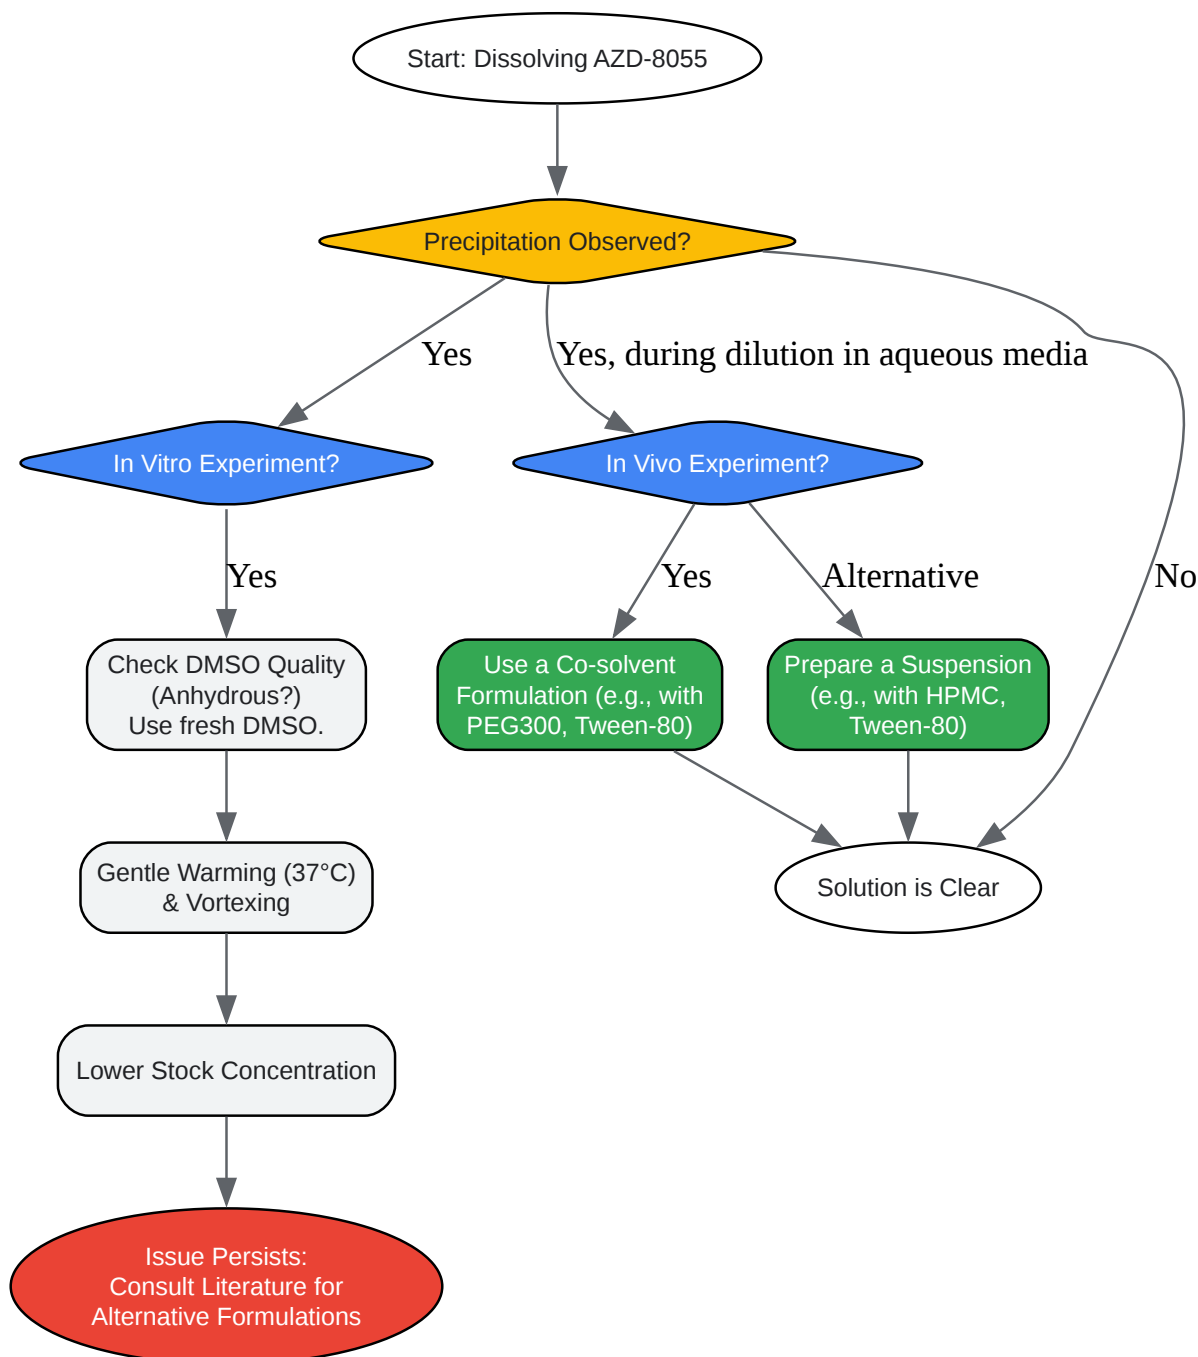 Start: Dissolving AZD-8055
Precipitation Observed?
Yes
Yes, during dilution in aqueous media
In Vitro Experiment?
In Vivo Experiment?
Yes
Yes
Alternative
No
Check DMSO Quality
(Anhydrous?)
Use fresh DMSO.
Use a Co-solvent
Formulation (e.g., with
PEG300, Tween-80)
Prepare a Suspension
(e.g., with HPMC,
Tween-80)
Gentle Warming (37°C)
& Vortexing
Solution is Clear
Lower Stock Concentration
Issue Persists:
Consult Literature for
Alternative Formulations